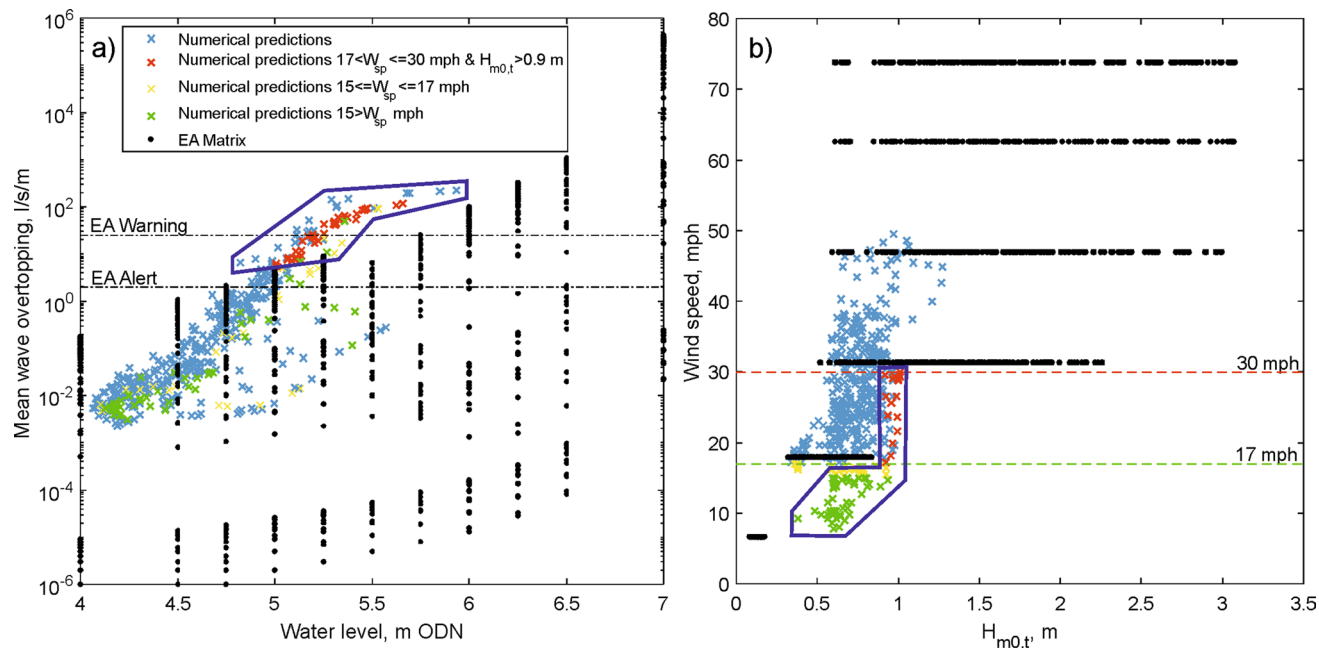 a)
Numerical predictions
Numerical predictions 17<W_sp<=30 mph & H_m0,t>0.9 m
Numerical predictions 15<=W_sp<=17 mph
Numerical predictions 15>W_sp mph
EA Matrix
EA Warning
EA Alert
10^6
10^4
10^2
10^0
10^-2
10^-4
10^-6
4
4.5
5
5.5
6
6.5
7
Mean wave overtopping, l/s/m
Water level, m ODN
b)
80
70
60
50
40
30
20
10
0
30 mph
17 mph
0
0.5
1
1.5
2
2.5
3
3.5
Wind speed, mph
H_m0,t, m